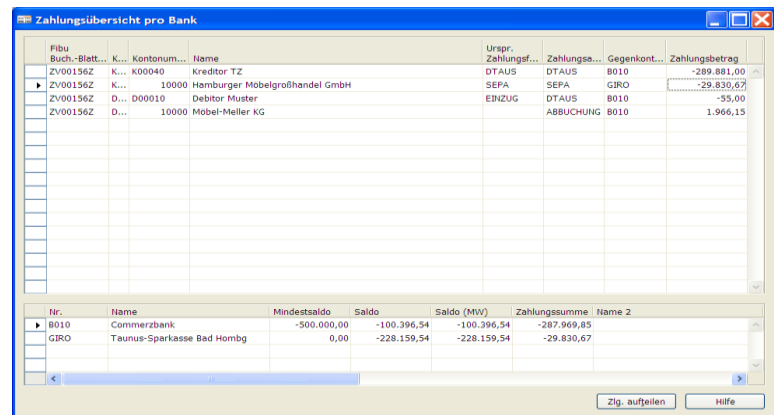 Zahlungsübersicht pro Bank
Fibu Buch.-Blatt... K... Kontonum... Name Urspr. Zahlungsf... Zahlungsa... Gegenkont... Zahlungsbetrag
ZV00156Z K... K00040 Kreditor TZ DTAUS DTAUS B010 -289.881,00
ZV00156Z K... 10000 Hamburger Möbelgroßhandel GmbH SEPA SEPA GIRO -29.830,67
ZV00156Z D... D00010 Debitor Muster EINZUG DTAUS B010 -55,00
ZV00156Z D... 10000 Möbel-Meller KG ABBUCHUNG B010 1.966,15
Nr. Name Mindestsaldo Saldo Saldo (MW) Zahlungssumme Name 2
B010 Commerzbank -500.000,00 -100.396,54 -100.396,54 -287.969,85
GIRO Taunus-Sparkasse Bad Hombg 0,00 -228.159,54 -228.159,54 -29.830,67
Zlg. aufteilen Hilfe